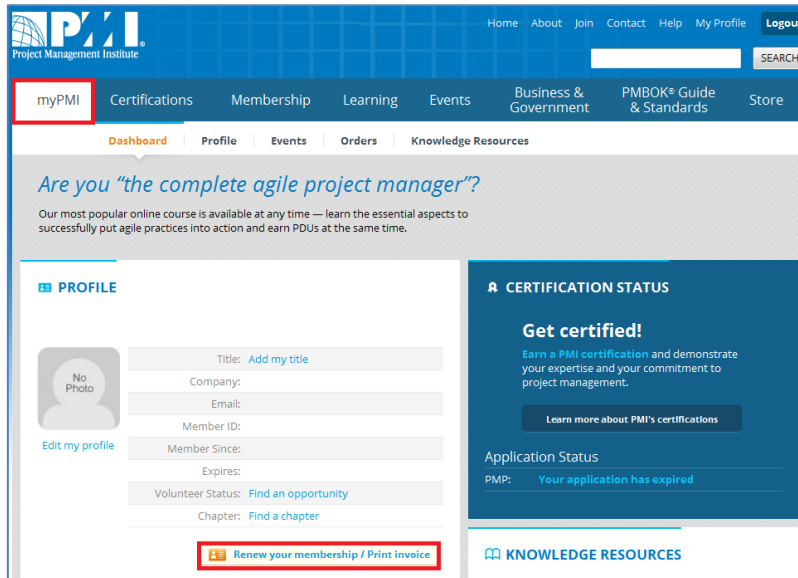 Home About Join Contact Help My Profile Logou
PMI
Project Management Institute
SEARCH
myPMI Certifications Membership Learning Events Business & Government PMBOK® Guide & Standards Store
Dashboard Profile Events Orders Knowledge Resources
Are you “the complete agile project manager”?
Our most popular online course is available at any time — learn the essential aspects to
successfully put agile practices into action and earn PDUs at the same time.
PROFILE
No
Photo
Edit my profile
Title: Add my title
Company:
Email:
Member ID:
Member Since:
Expires:
Volunteer Status: Find an opportunity
Chapter: Find a chapter
Renew your membership / Print invoice
CERTIFICATION STATUS
Get certified!
Earn a PMI certification and demonstrate
your expertise and your commitment to
project management.
Learn more about PMI's certifications
Application Status
PMP: Your application has expired
KNOWLEDGE RESOURCES